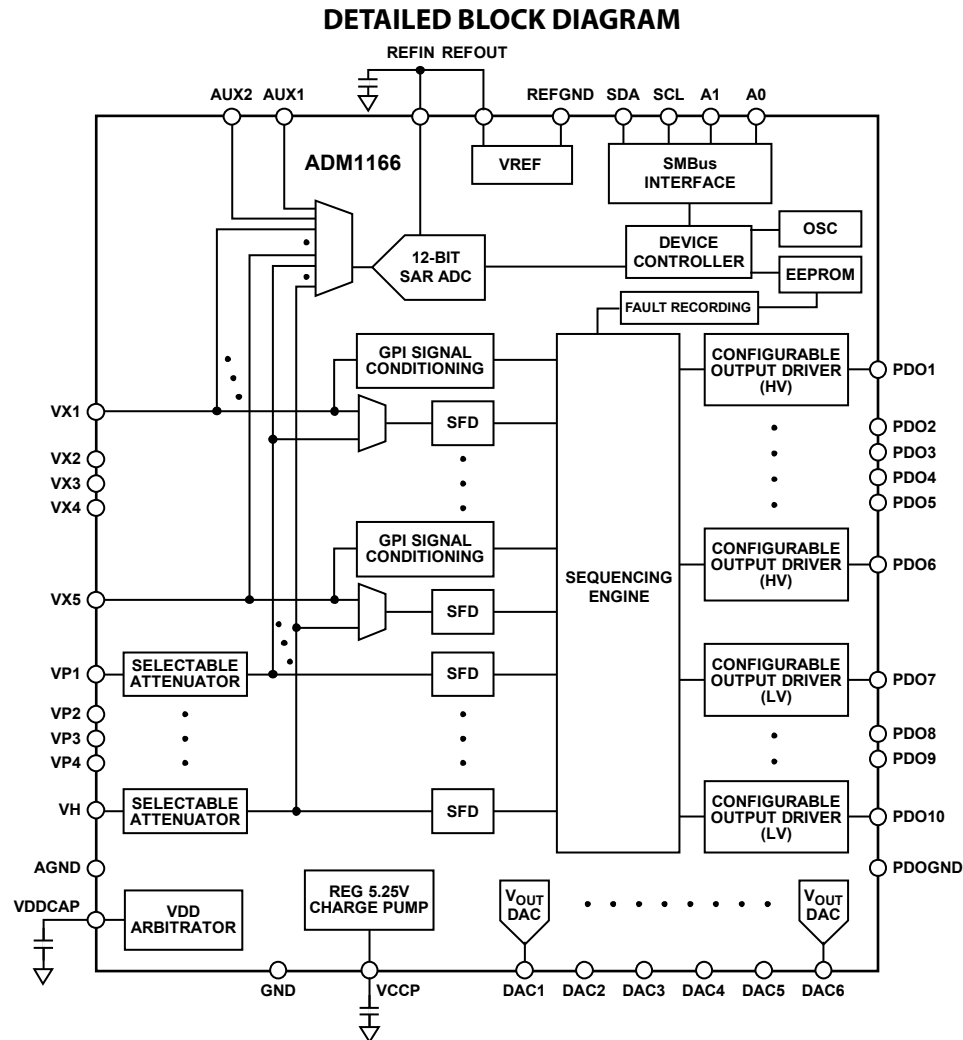 DETAILED BLOCK DIAGRAM
REFIN REFOUT
AUX2 AUX1
REFGND SDA SCL A1 A0
ADM1166
VREF
SMBus
INTERFACE
12-BIT
SAR ADC
DEVICE
CONTROLLER
OSC
EEPROM
FAULT RECORDING
GPI SIGNAL
CONDITIONING
SFD
CONFIGURABLE
OUTPUT DRIVER
(HV)
PDO1
VX1
VX2
VX3
VX4
PDO2
PDO3
PDO4
PDO5
GPI SIGNAL
CONDITIONING
SFD
SEQUENCING
ENGINE
CONFIGURABLE
OUTPUT DRIVER
(HV)
PDO6
VX5
VP1
SELECTABLE
ATTENUATOR
SFD
CONFIGURABLE
OUTPUT DRIVER
(LV)
PDO7
VP2
VP3
VP4
PDO8
PDO9
VH
SELECTABLE
ATTENUATOR
SFD
CONFIGURABLE
OUTPUT DRIVER
(LV)
PDO10
AGND
PDOGND
VDDCAP
VDD
ARBITRATOR
REG 5.25V
CHARGE PUMP
VOUT
DAC
VOUT
DAC
GND
VCCP
DAC1 DAC2 DAC3 DAC4 DAC5 DAC6